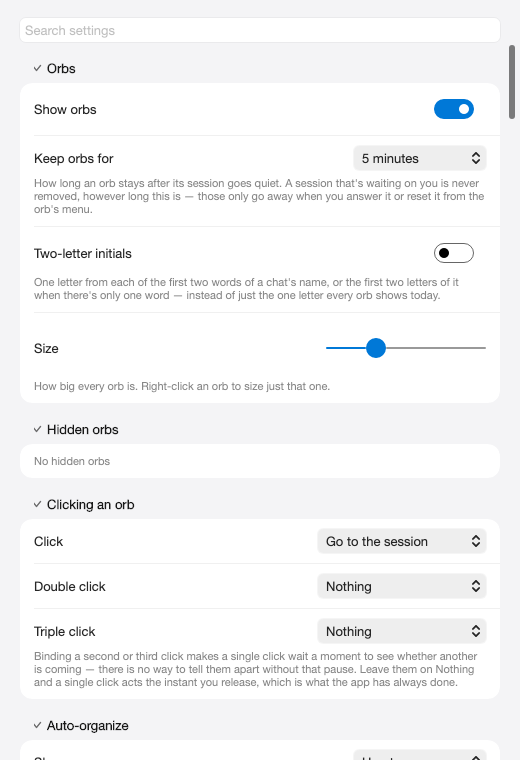 Search settings
Orbs
Show orbs
Keep orbs for
5 minutes
How long an orb stays after its session goes quiet. A session that's waiting on you is never
removed, however long this is — those only go away when you answer it or reset it from the
orb's menu.
Two-letter initials
One letter from each of the first two words of a chat's name, or the first two letters of it
when there's only one word — instead of just the one letter every orb shows today.
Size
How big every orb is. Right-click an orb to size just that one.
Hidden orbs
No hidden orbs
Clicking an orb
Click
Go to the session
Double click
Nothing
Triple click
Nothing
Binding a second or third click makes a single click wait a moment to see whether another
is coming — there is no way to tell them apart without that pause. Leave them on Nothing
and a single click acts the instant you release, which is what the app has always done.
Auto-organize